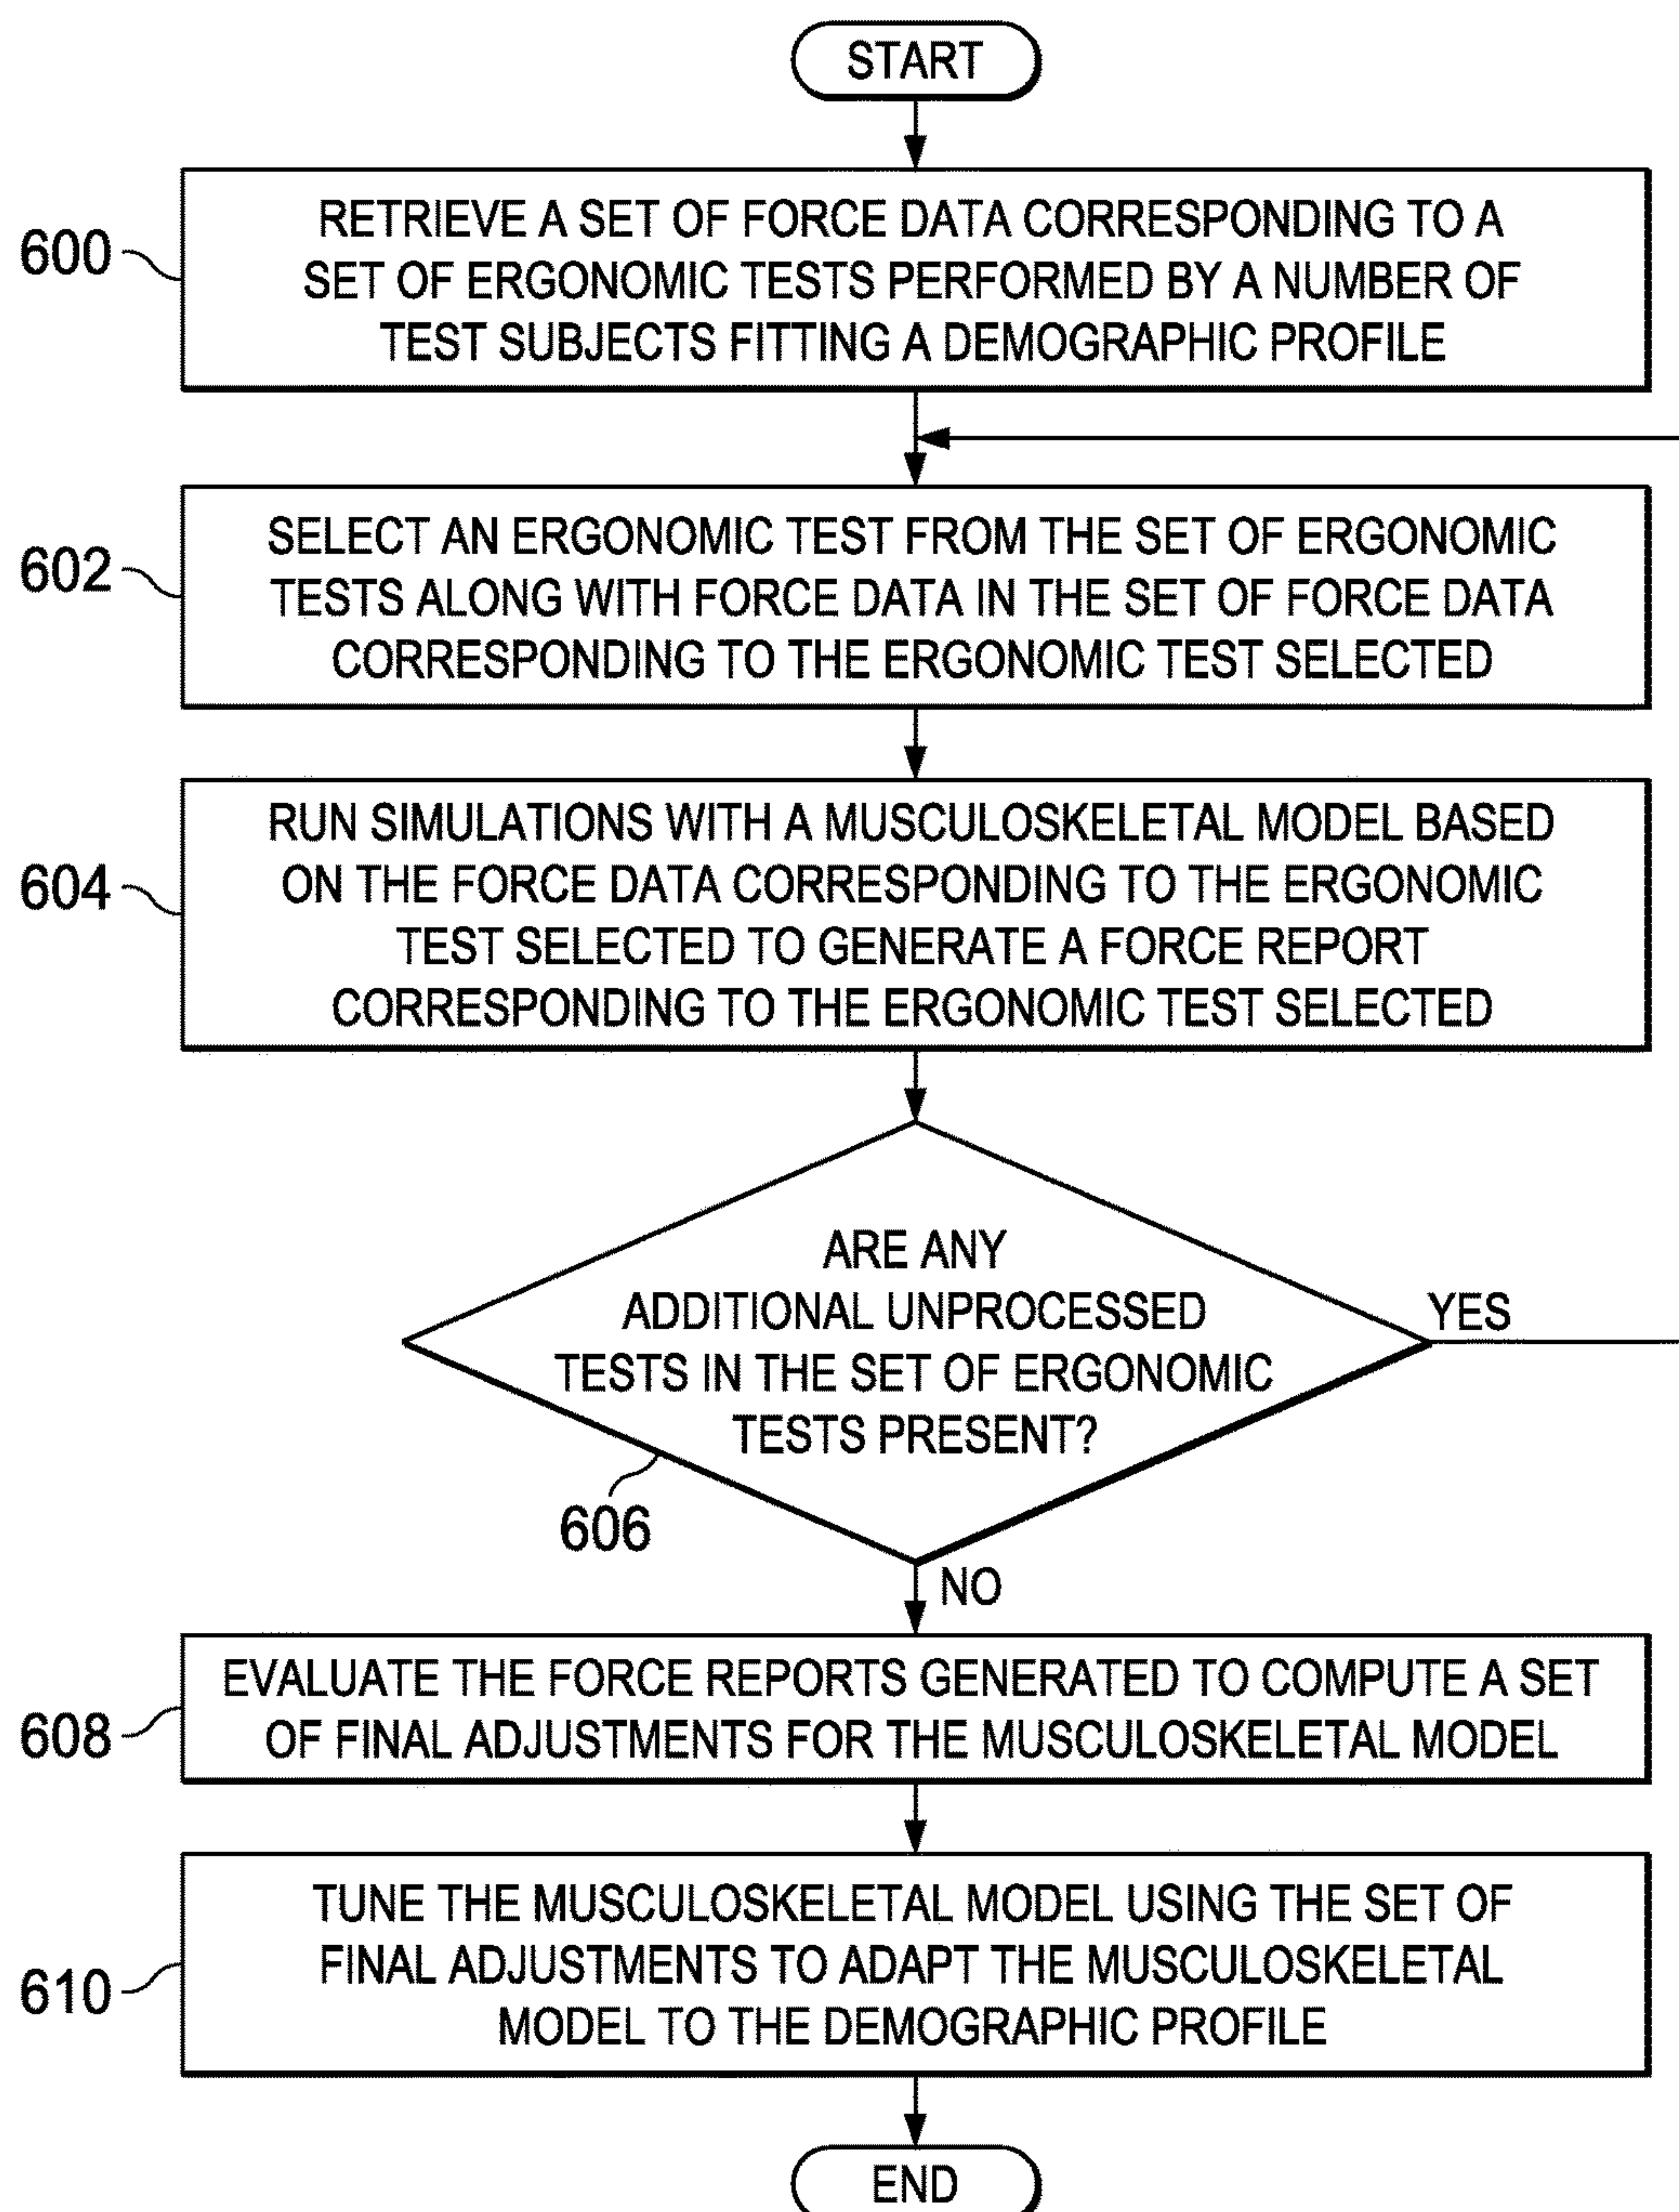 START
600
RETRIEVE A SET OF FORCE DATA CORRESPONDING TO A
SET OF ERGONOMIC TESTS PERFORMED BY A NUMBER OF
TEST SUBJECTS FITTING A DEMOGRAPHIC PROFILE
602
SELECT AN ERGONOMIC TEST FROM THE SET OF ERGONOMIC
TESTS ALONG WITH FORCE DATA IN THE SET OF FORCE DATA
CORRESPONDING TO THE ERGONOMIC TEST SELECTED
604
RUN SIMULATIONS WITH A MUSCULOSKELETAL MODEL BASED
ON THE FORCE DATA CORRESPONDING TO THE ERGONOMIC
TEST SELECTED TO GENERATE A FORCE REPORT
CORRESPONDING TO THE ERGONOMIC TEST SELECTED
ARE ANY
ADDITIONAL UNPROCESSED
TESTS IN THE SET OF ERGONOMIC
TESTS PRESENT?
YES
606
NO
608
EVALUATE THE FORCE REPORTS GENERATED TO COMPUTE A SET
OF FINAL ADJUSTMENTS FOR THE MUSCULOSKELETAL MODEL
610
TUNE THE MUSCULOSKELETAL MODEL USING THE SET OF
FINAL ADJUSTMENTS TO ADAPT THE MUSCULOSKELETAL
MODEL TO THE DEMOGRAPHIC PROFILE
END